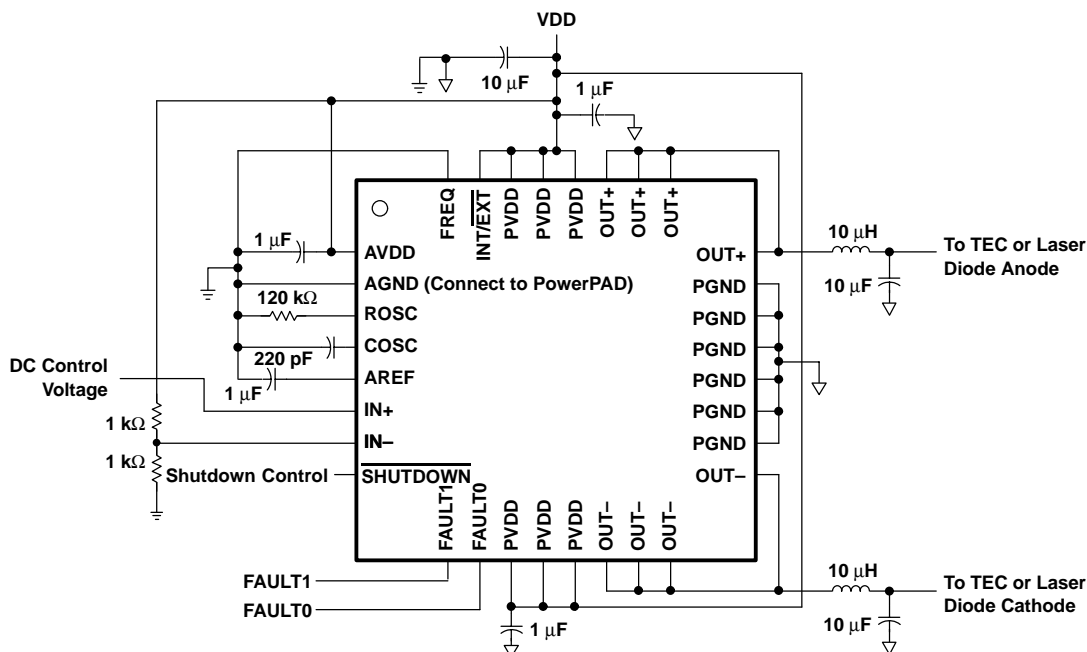 VDD
10 μF
1 μF
FREQ
INT/EXT
PVDD
PVDD
PVDD
OUT+
OUT+
OUT+
1 μF
AVDD
AGND (Connect to PowerPAD)
120 kΩ
ROSC
COSC
220 pF
AREF
1 μF
DC Control
Voltage
IN+
1 kΩ
IN–
1 kΩ
Shutdown Control
SHUTDOWN
OUT+
PGND
PGND
PGND
PGND
PGND
PGND
OUT–
10 μH
To TEC or Laser
Diode Anode
10 μF
FAULT1
FAULT0
PVDD
PVDD
PVDD
OUT–
OUT–
OUT–
FAULT1
FAULT0
1 μF
10 μH
To TEC or Laser
Diode Cathode
10 μF